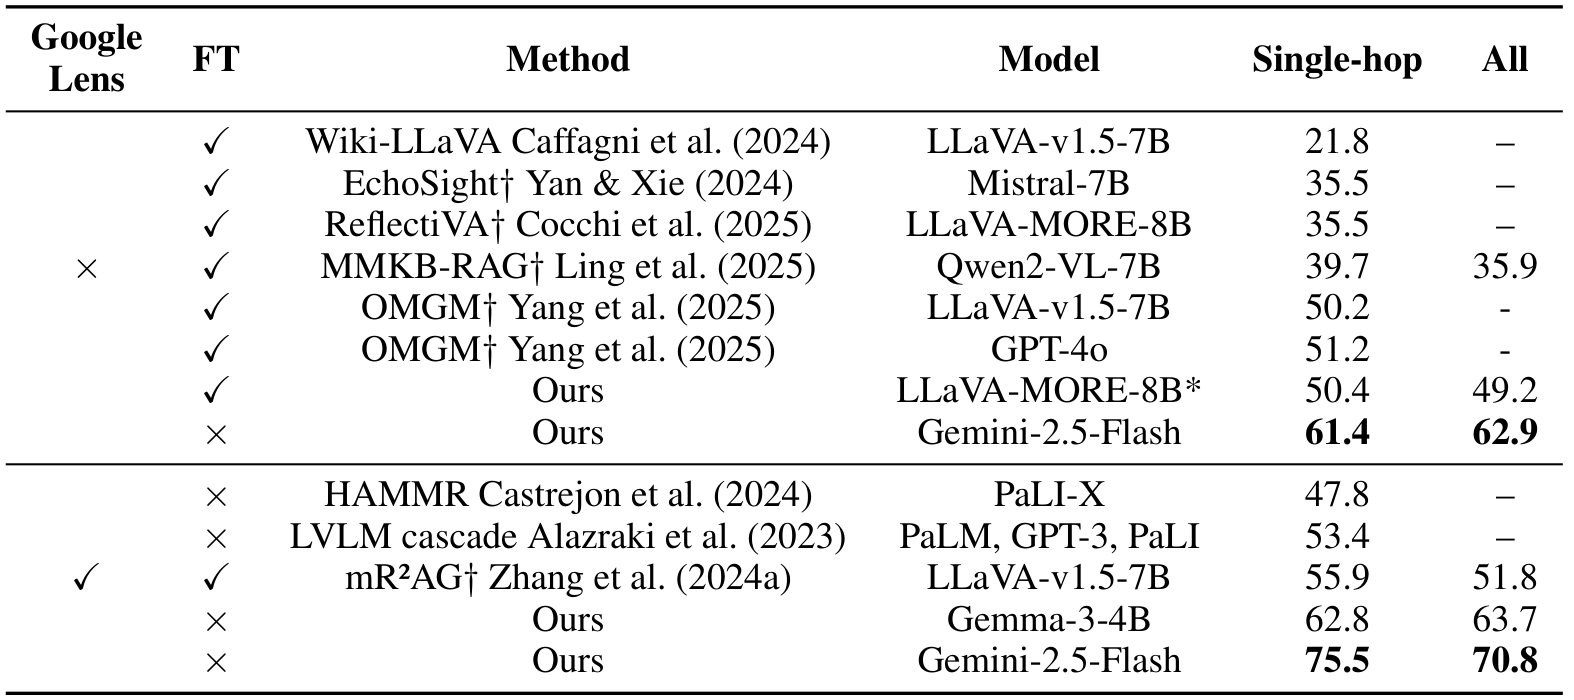 Google Lens FT Method Model Single-hop All
✓ Wiki-LLaVA Caffagni et al. (2024) LLaVA-v1.5-7B 21.8 –
✓ EchoSight† Yan & Xie (2024) Mistral-7B 35.5 –
✓ ReflectiVA† Cocchi et al. (2025) LLaVA-MORE-8B 35.5 –
× ✓ MMKB-RAG† Ling et al. (2025) Qwen2-VL-7B 39.7 35.9
✓ OMGM† Yang et al. (2025) LLaVA-v1.5-7B 50.2 -
✓ OMGM† Yang et al. (2025) GPT-4o 51.2 -
✓ Ours LLaVA-MORE-8B* 50.4 49.2
× Ours Gemini-2.5-Flash 61.4 62.9
× HAMMR Castrejon et al. (2024) PaLI-X 47.8 –
× LVLM cascade Alazraki et al. (2023) PaLM, GPT-3, PaLI 53.4 –
✓ ✓ mR²AG† Zhang et al. (2024a) LLaVA-v1.5-7B 55.9 51.8
× Ours Gemma-3-4B 62.8 63.7
× Ours Gemini-2.5-Flash 75.5 70.8